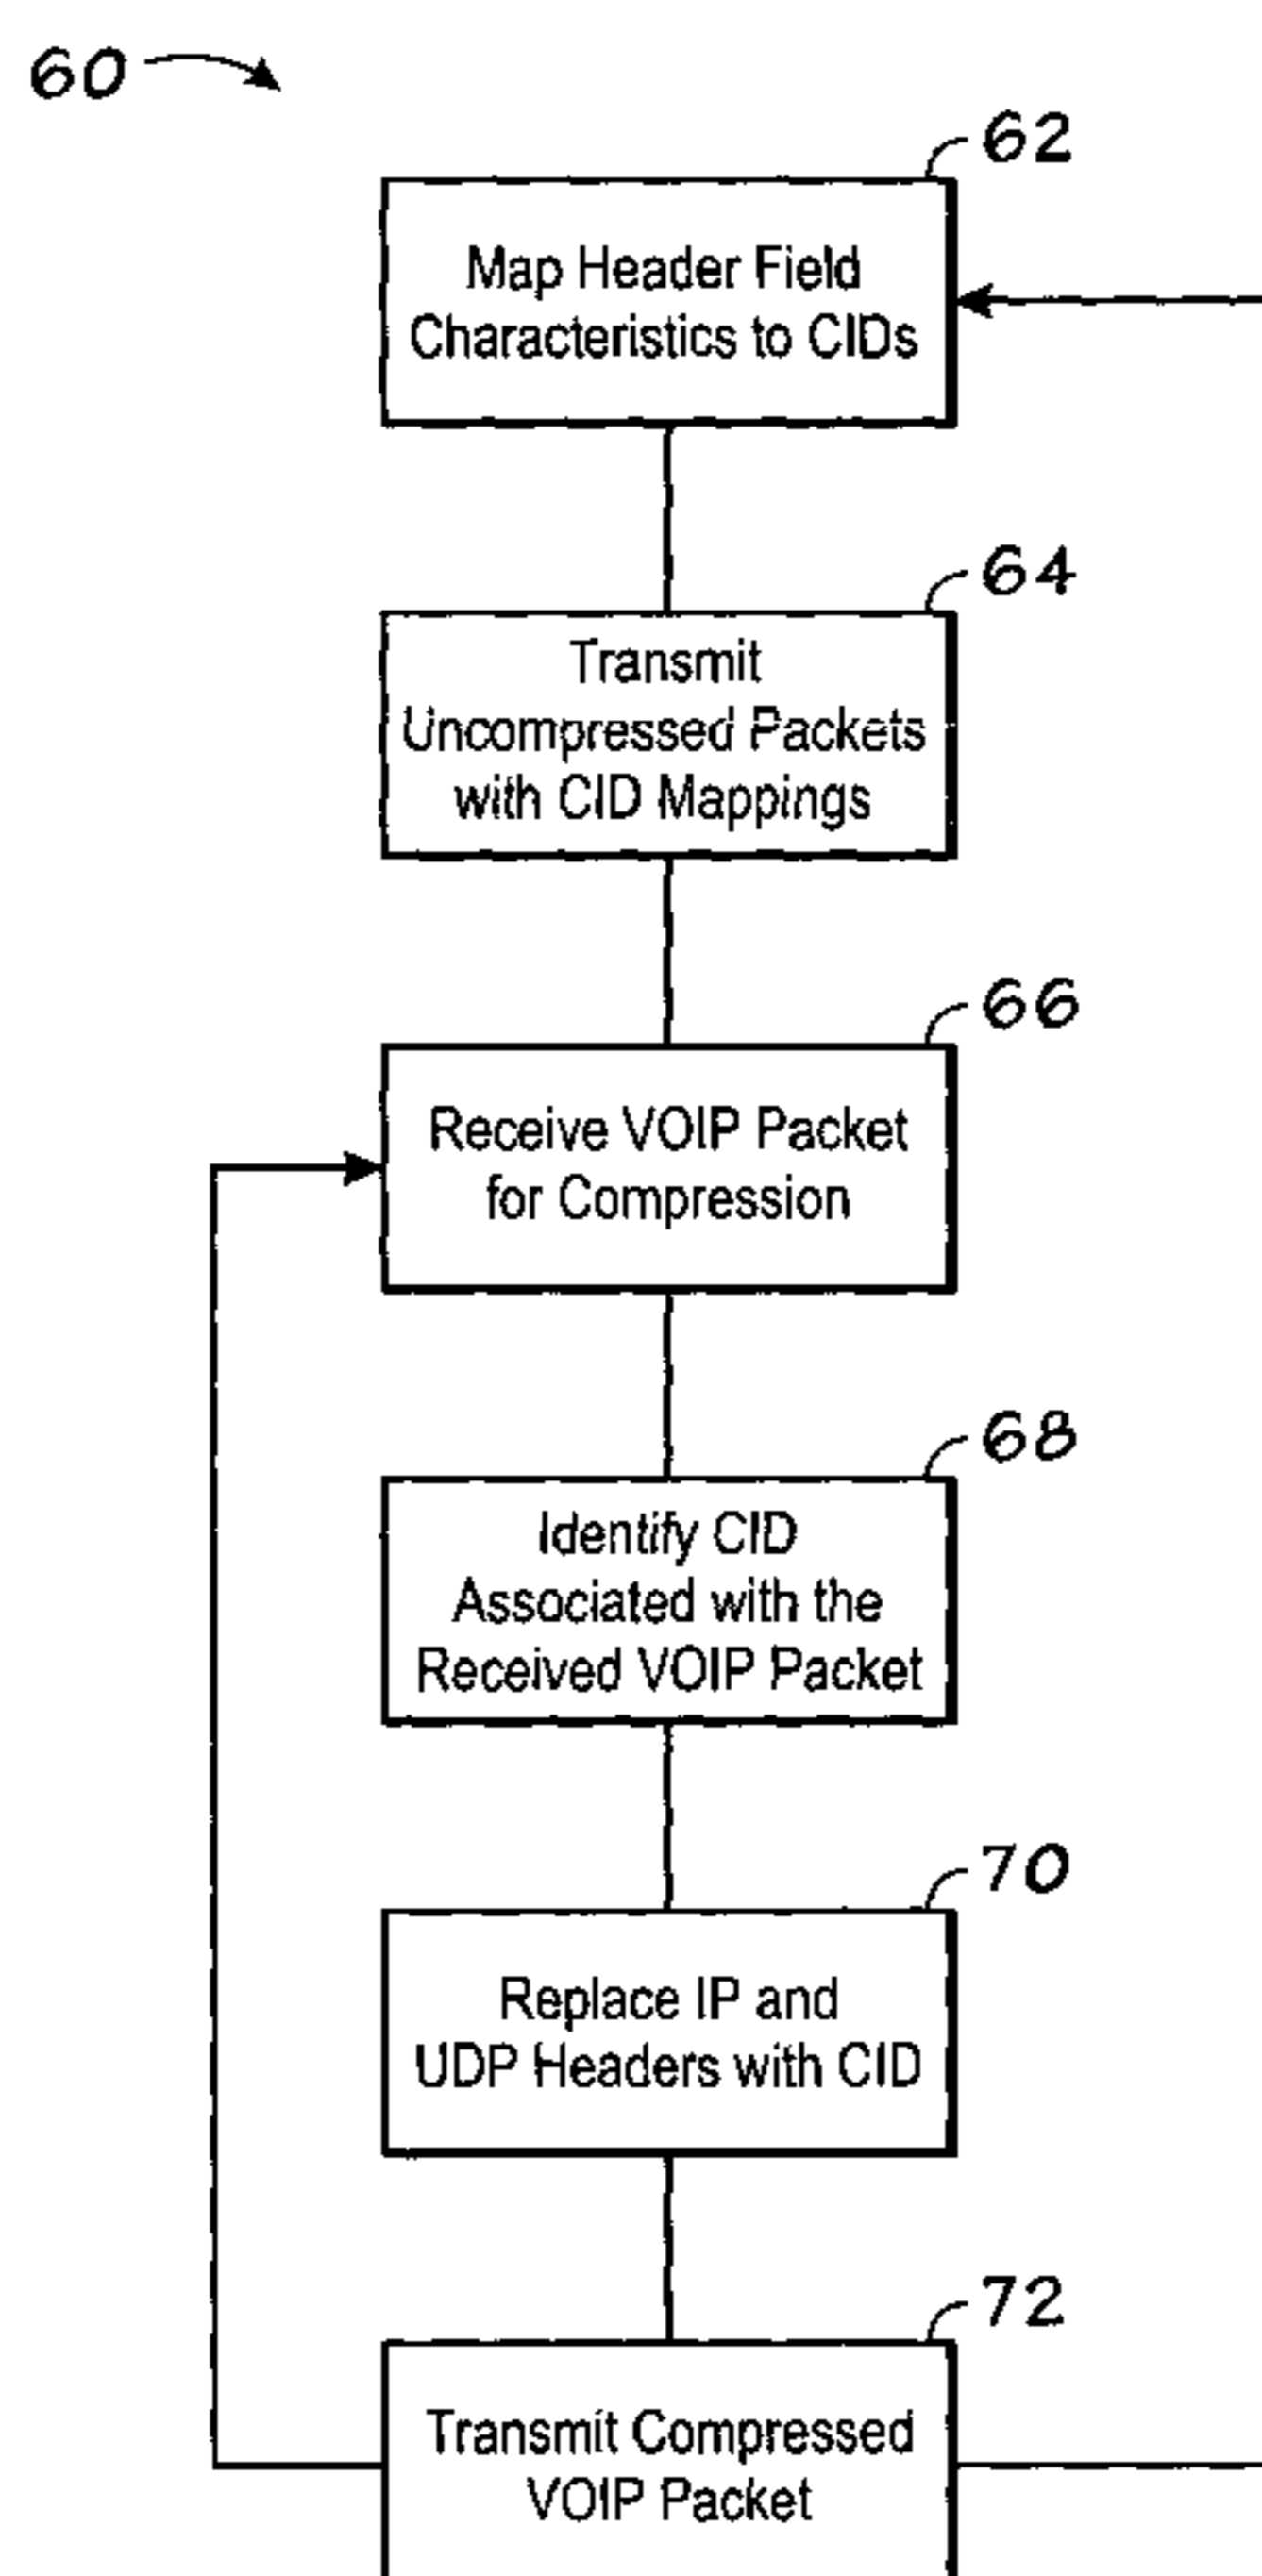 60
62
Map Header Field
Characteristics to CIDs
64
Transmit
Uncompressed Packets
with CID Mappings
66
Receive VOIP Packet
for Compression
68
Identify CID
Associated with the
Received VOIP Packet
70
Replace IP and
UDP Headers with CID
72
Transmit Compressed
VOIP Packet